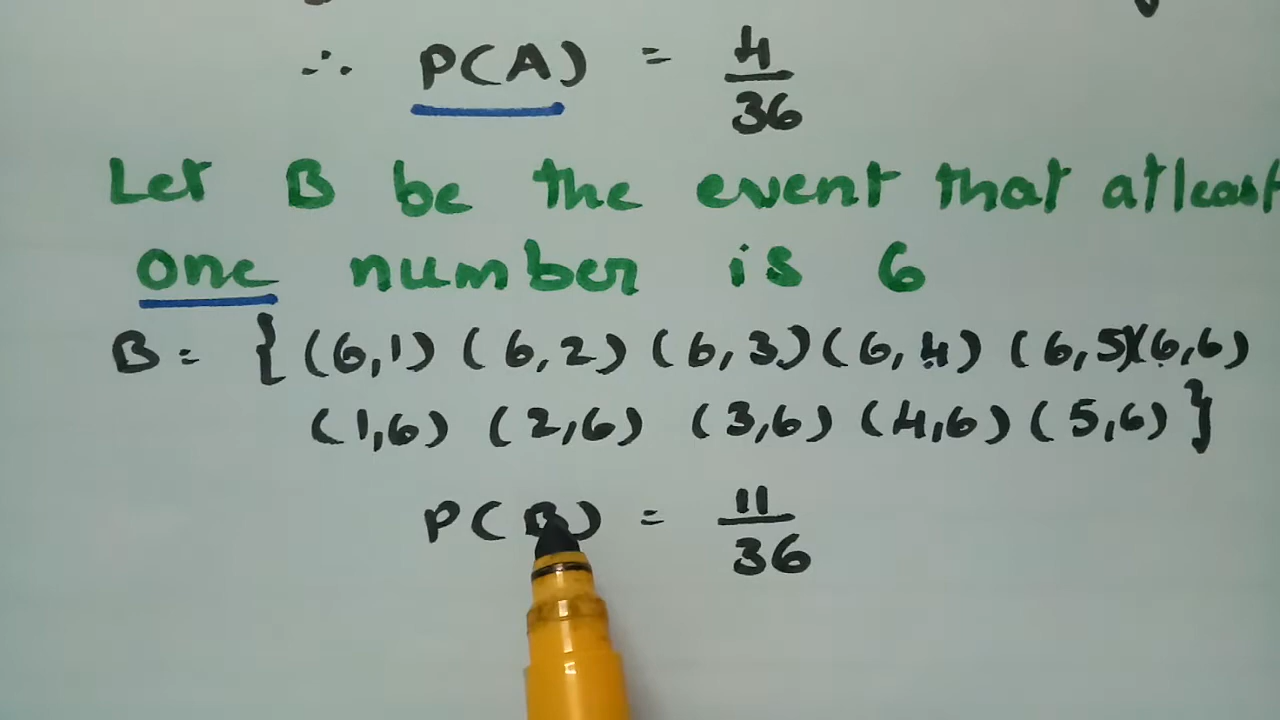 ∴ P(A) = 4/36
Let B be the event that atleast
one number is 6
B = { (6,1) (6,2) (6,3) (6,4) (6,5)(6,6)
(1,6) (2,6) (3,6) (4,6) (5,6) }
P(B) = 11/36